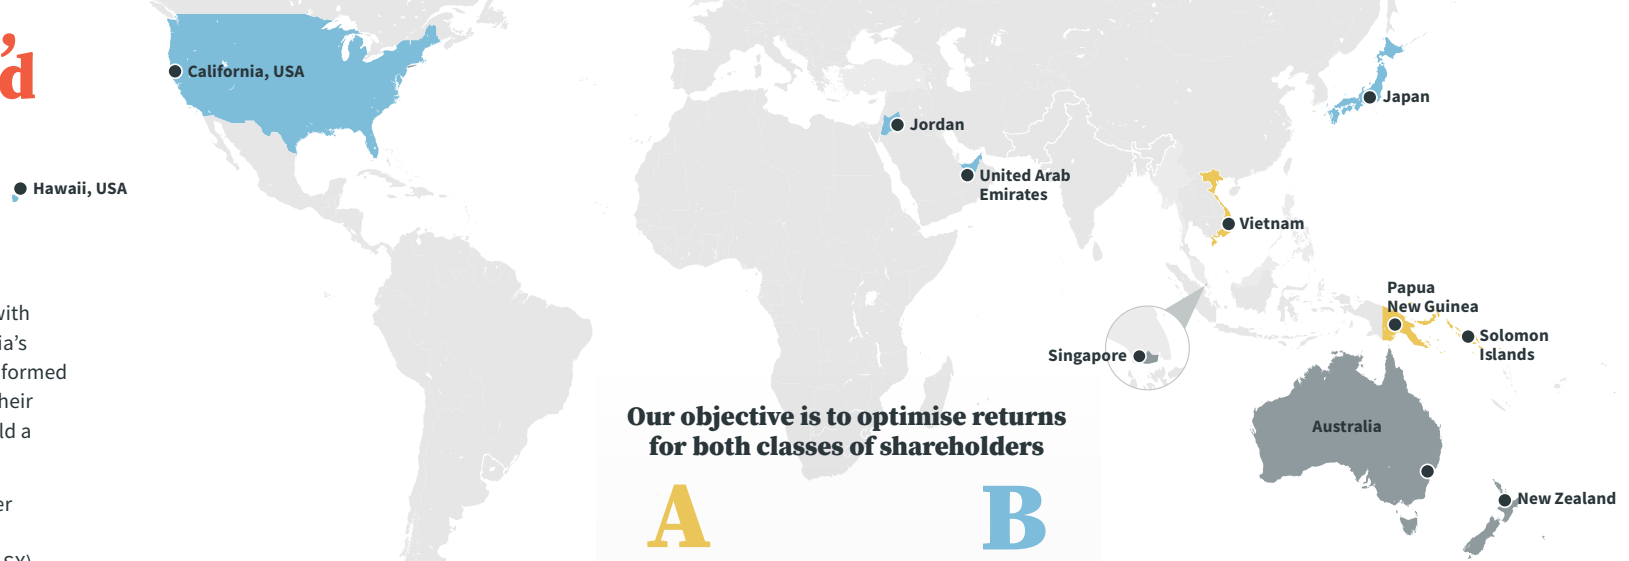 ’
d
California, USA
Hawaii, USA
Jordan
United Arab
Emirates
Japan
Vietnam
Papua
New Guinea
Solomon
Islands
Singapore
Australia
New Zealand
with
ia’s
formed
heir
ld a
er
Our objective is to optimise returns
for both classes of shareholders
A
B